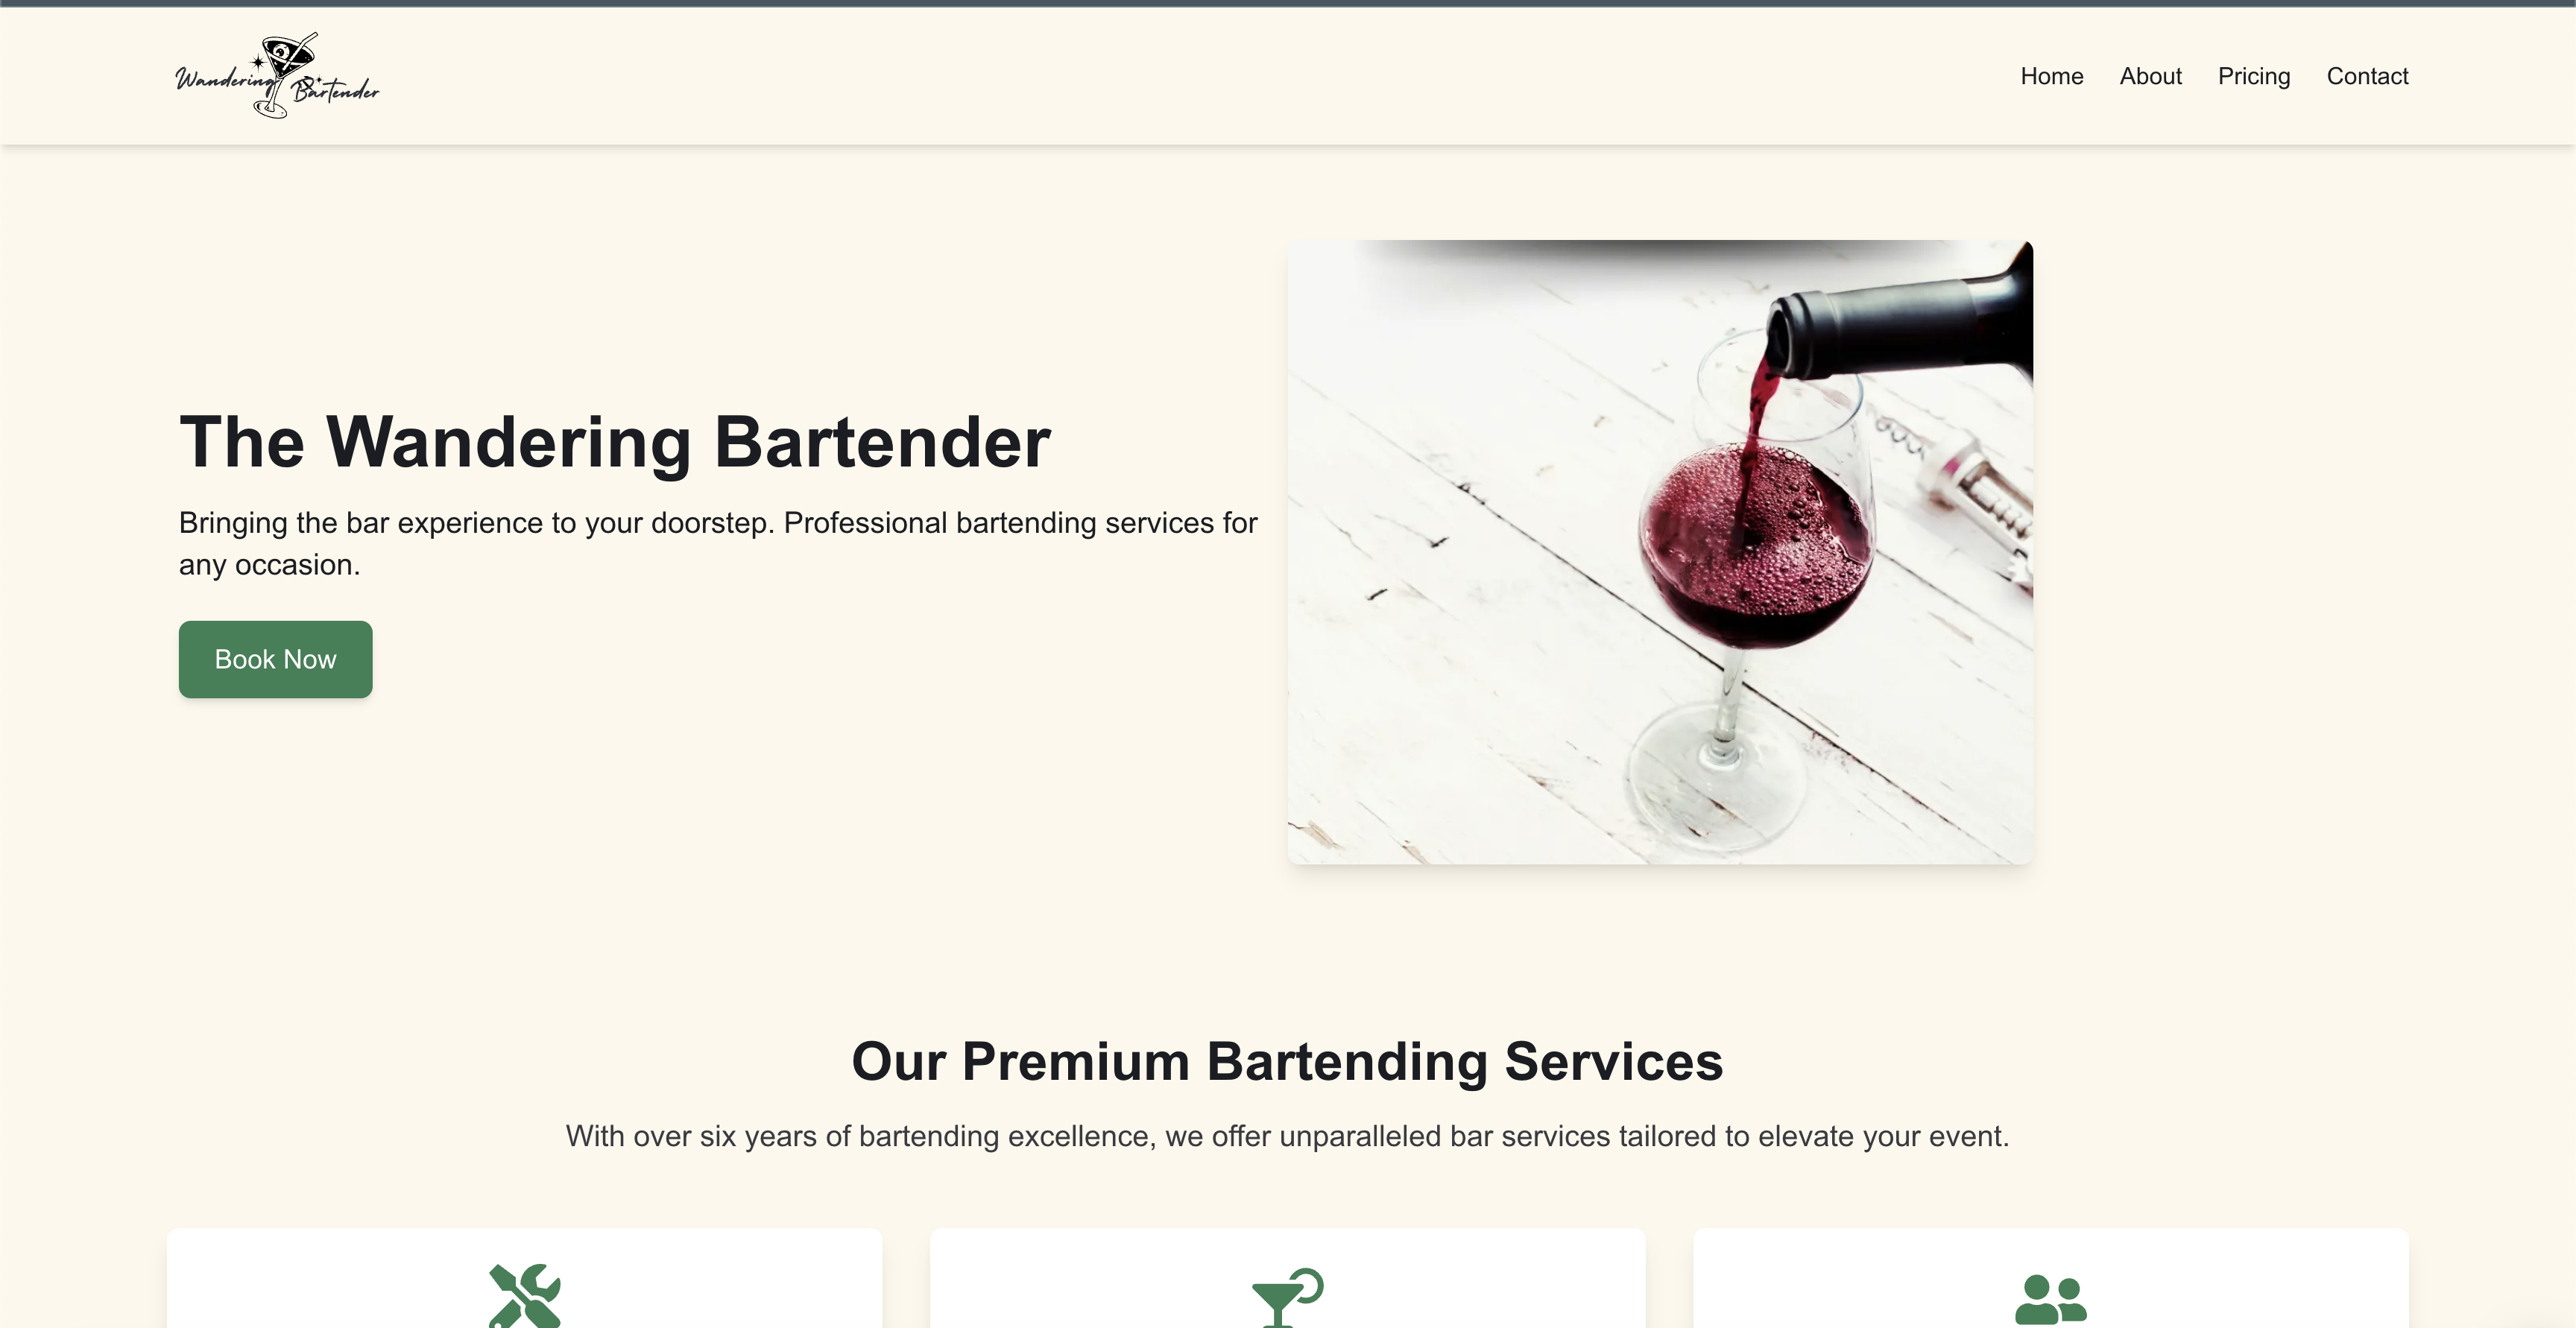 Wandering Bartender
Home About Pricing Contact
The Wandering Bartender
Bringing the bar experience to your doorstep. Professional bartending services for
any occasion.
Book Now
Our Premium Bartending Services
With over six years of bartending excellence, we offer unparalleled bar services tailored to elevate your event.